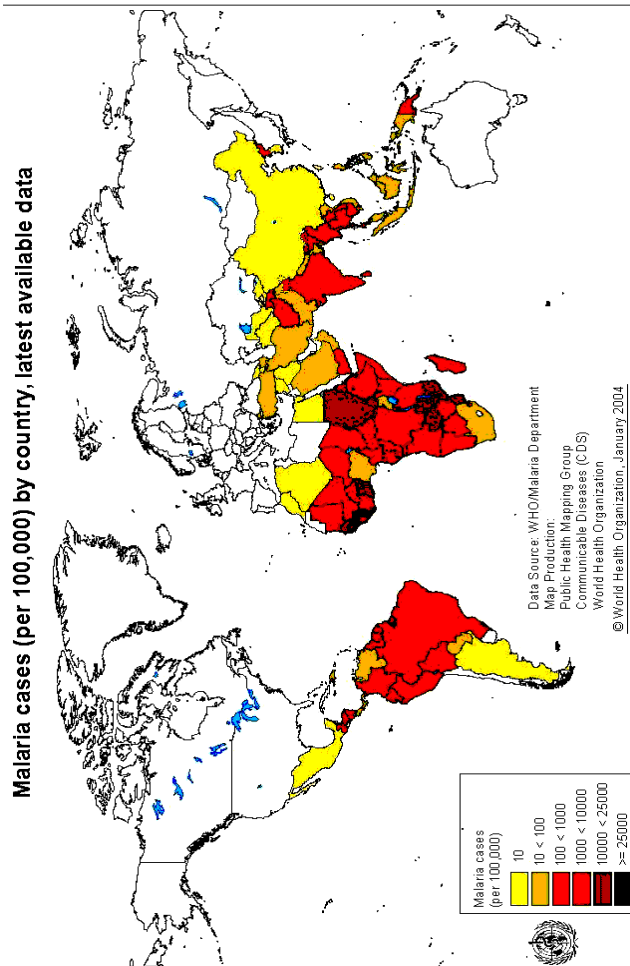 Malaria cases (per 100,000) by country, latest available data
Malaria cases
(per 100,000)
10
10 < 100
100 < 1000
1000 < 10000
10000 < 25000
>= 25000
Data Source: WHO/Malaria Department
Map Production:
Public Health Mapping Group
Communicable Diseases (CDS)
World Health Organization
© World Health Organization, January 2004